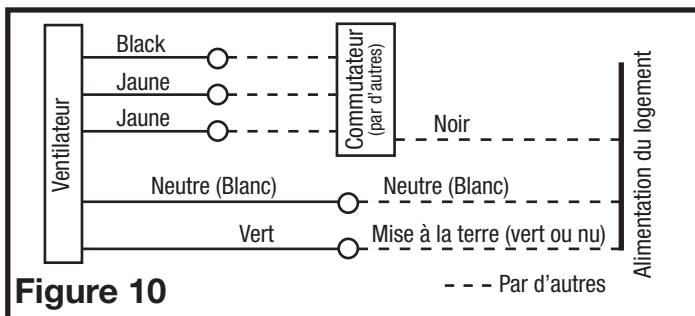 Black
Jaune
Jaune
Ventilateur
Commutateur
(par d'autres)
Noir
Neutre (Blanc)
Neutre (Blanc)
Vert
Mise à la terre (vert ou nu)
Alimentation du logement
Par d'autres
Figure 10